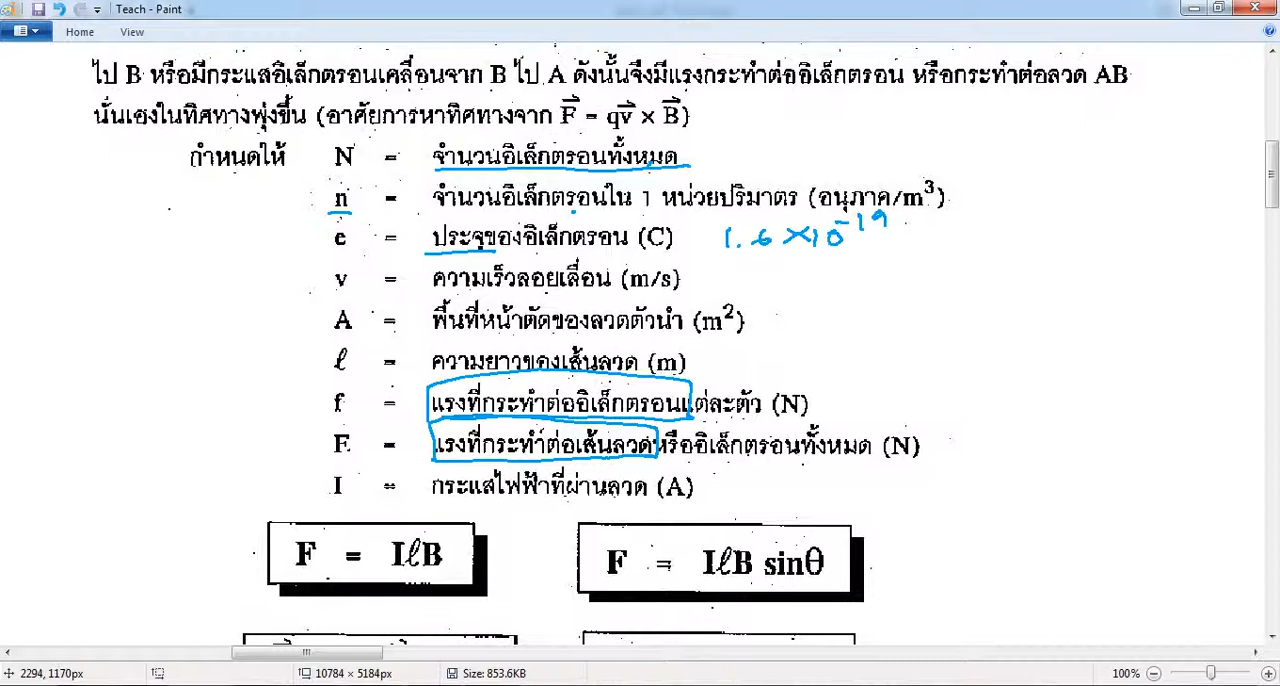 Teach - Paint
Home View
ไป B หรือมีกระแสอิเล็กตรอนเคลื่อนจาก B ไป A ดังนั้นจึงมีแรงกระทำต่ออิเล็กตรอน หรือกระทำต่อลวด AB
นั่นเองในทิศทางพุ่งขึ้น (อาศัยการหาทิศทางจาก F⃗ = qv⃗ × B⃗)
กำหนดให้ N = จำนวนอิเล็กตรอนทั้งหมด
n = จำนวนอิเล็กตรอนใน 1 หน่วยปริมาตร (อนุภาค/m³)
e = ประจุของอิเล็กตรอน (C) 1.6 ×10⁻¹⁹
v = ความเร็วลอยเลื่อน (m/s)
A = พื้นที่หน้าตัดของลวดตัวนำ (m²)
ℓ = ความยาวของเส้นลวด (m)
f = แรงที่กระทำต่ออิเล็กตรอนแต่ละตัว (N)
F = แรงที่กระทำต่อเส้นลวดหรืออิเล็กตรอนทั้งหมด (N)
I = กระแสไฟฟ้าที่ผ่านลวด (A)
F = IℓB F = IℓB sinθ
2294, 1170px 10784 × 5184px Size: 853.6KB 100%